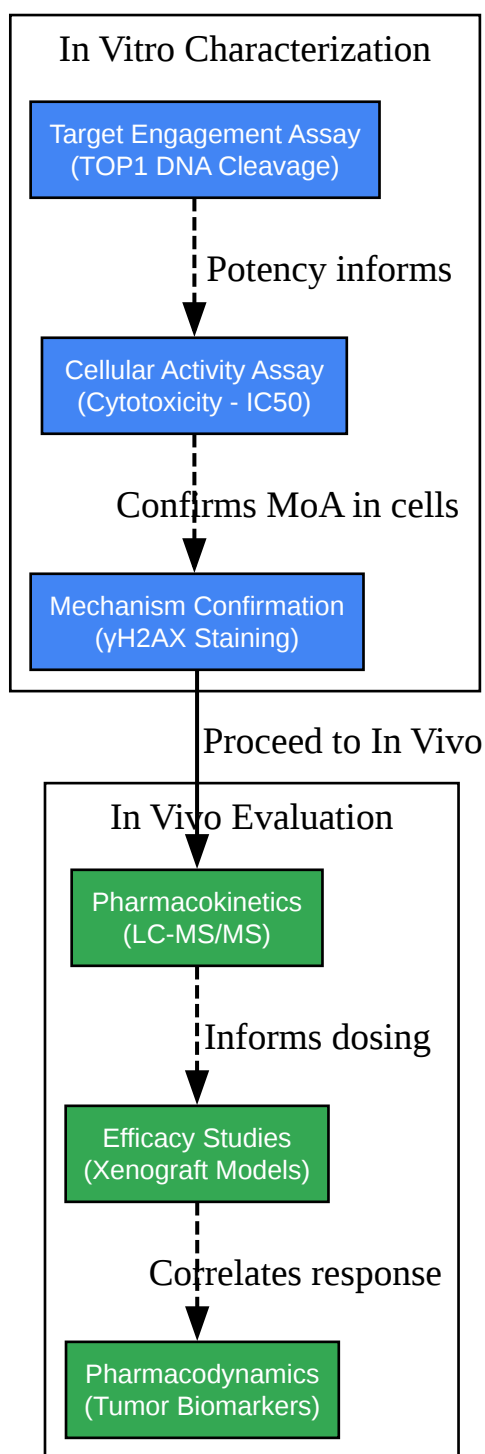 In Vitro Characterization
Target Engagement Assay
(TOP1 DNA Cleavage)
Potency informs
Cellular Activity Assay
(Cytotoxicity - IC50)
Confirms MoA in cells
Mechanism Confirmation
(γH2AX Staining)
Proceed to In Vivo
In Vivo Evaluation
Pharmacokinetics
(LC-MS/MS)
Informs dosing
Efficacy Studies
(Xenograft Models)
Correlates response
Pharmacodynamics
(Tumor Biomarkers)